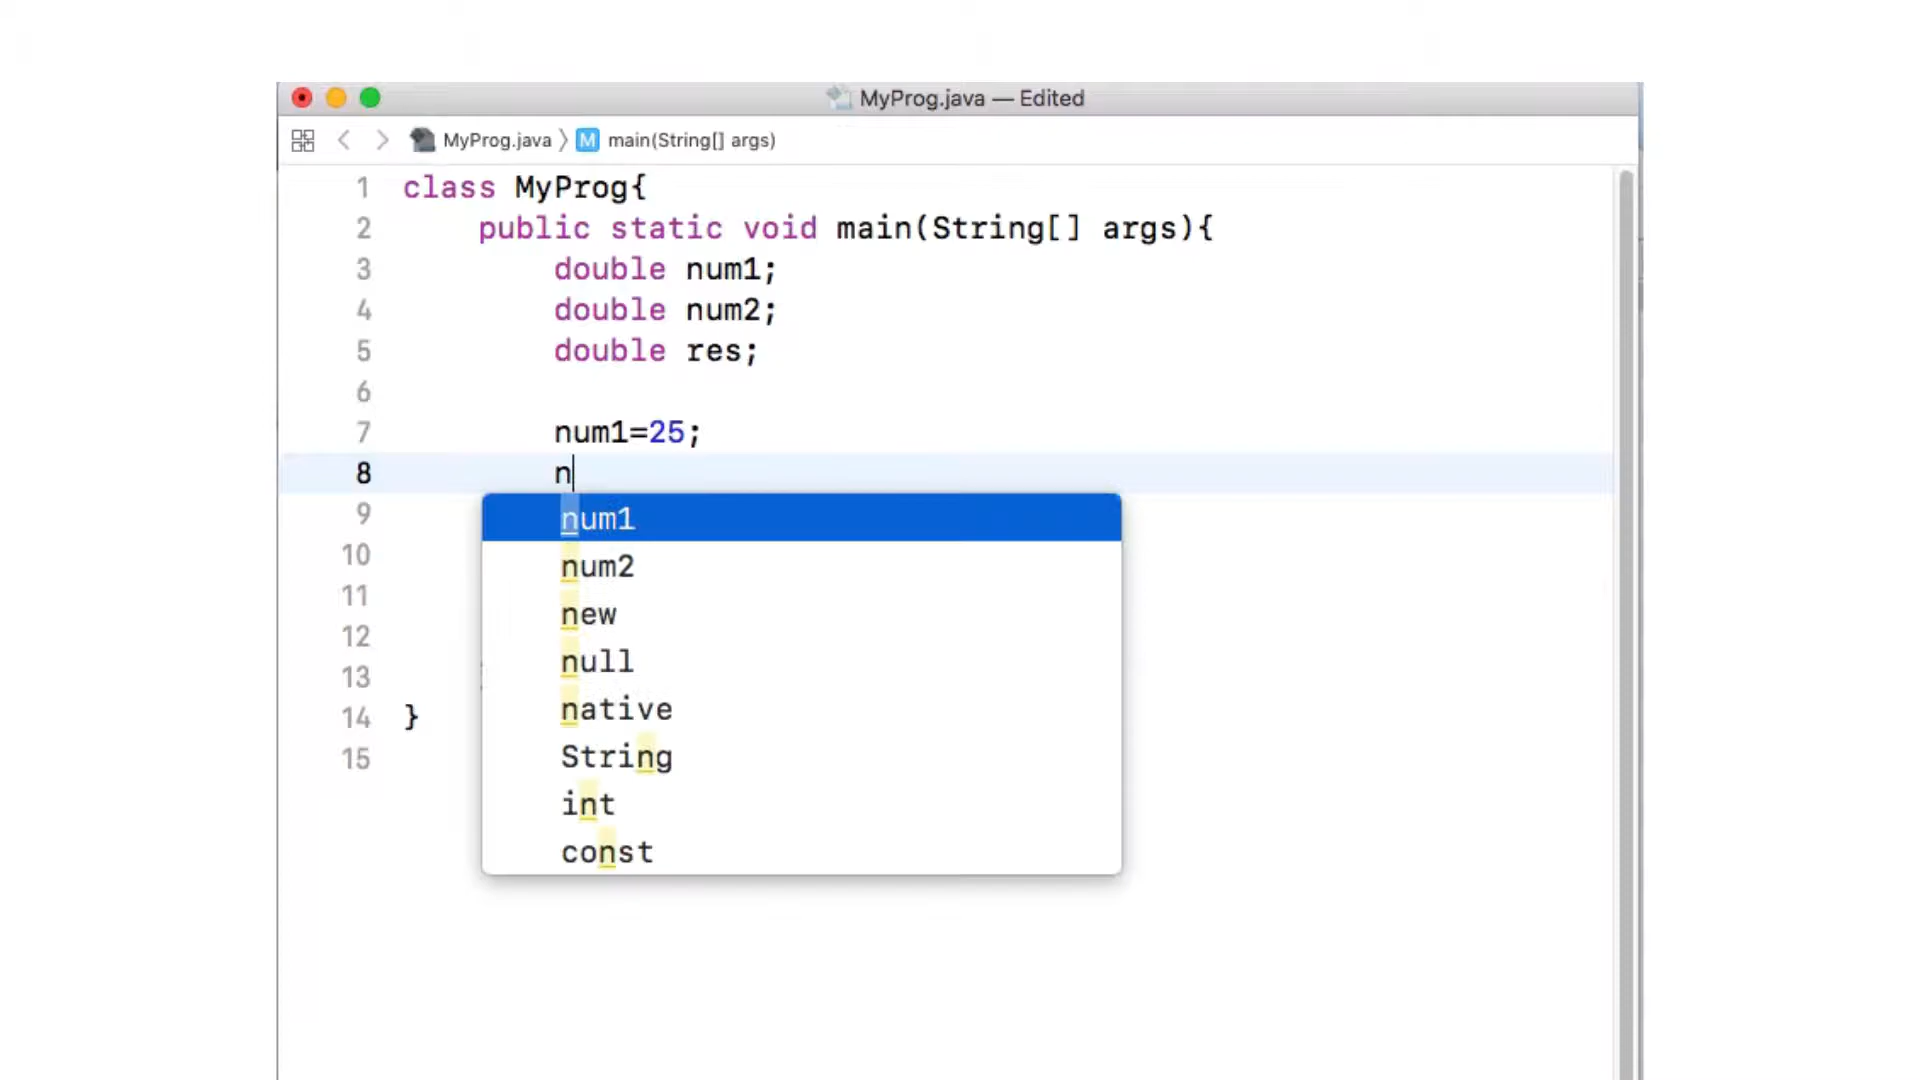 MyProg.java — Edited
MyProg.java 〉 M main(String[] args)
1 class MyProg{
2 public static void main(String[] args){
3 double num1;
4 double num2;
5 double res;
6
7 num1=25;
8 n
9
10
11
12
13
14 }
15
num1
num2
new
null
native
String
int
const